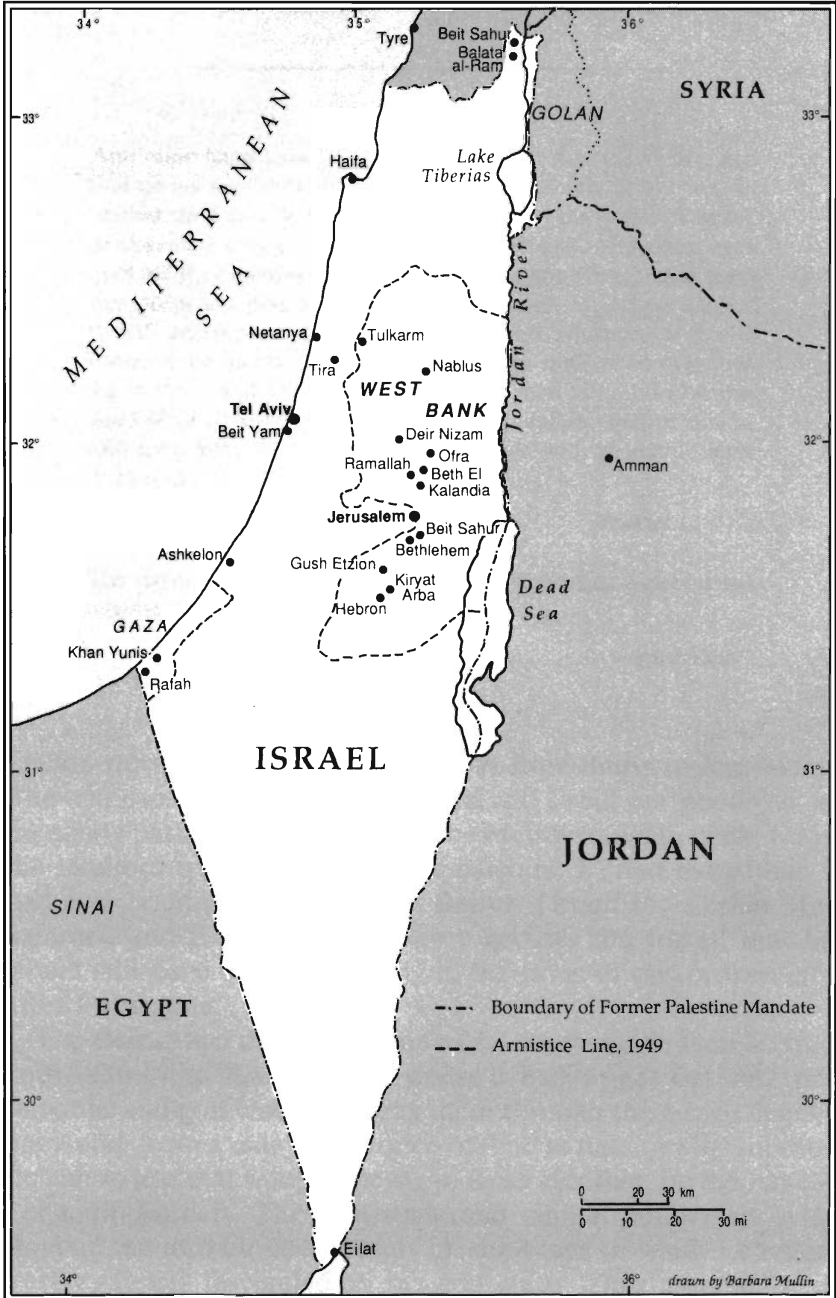 34°
35°
36°
Tyre
Beit Sahur
Balata
al-Ram
SYRIA
33°
33°
GOLAN
MEDITERRANEAN
SEA
Haifa
Lake
Tiberias
Jordan River
Netanya
Tulkarm
Tira
Nablus
WEST
BANK
Tel Aviv
Beit Yam
32°
32°
Deir Nizam
Ofra
Ramallah
Beth El
Kalandia
Amman
Jerusalem
Beit Sahur
Bethlehem
Ashkelon
Gush Etzion
Kiryat
Arba
Hebron
Dead
Sea
GAZA
Khan Yunis
Rafah
ISRAEL
31°
31°
JORDAN
SINAI
EGYPT
Boundary of Former Palestine Mandate
Armistice Line, 1949
30°
30°
0 20 30 km
0 10 20 30 mi
Eilat
34°
36°
drawn by Barbara Mullin